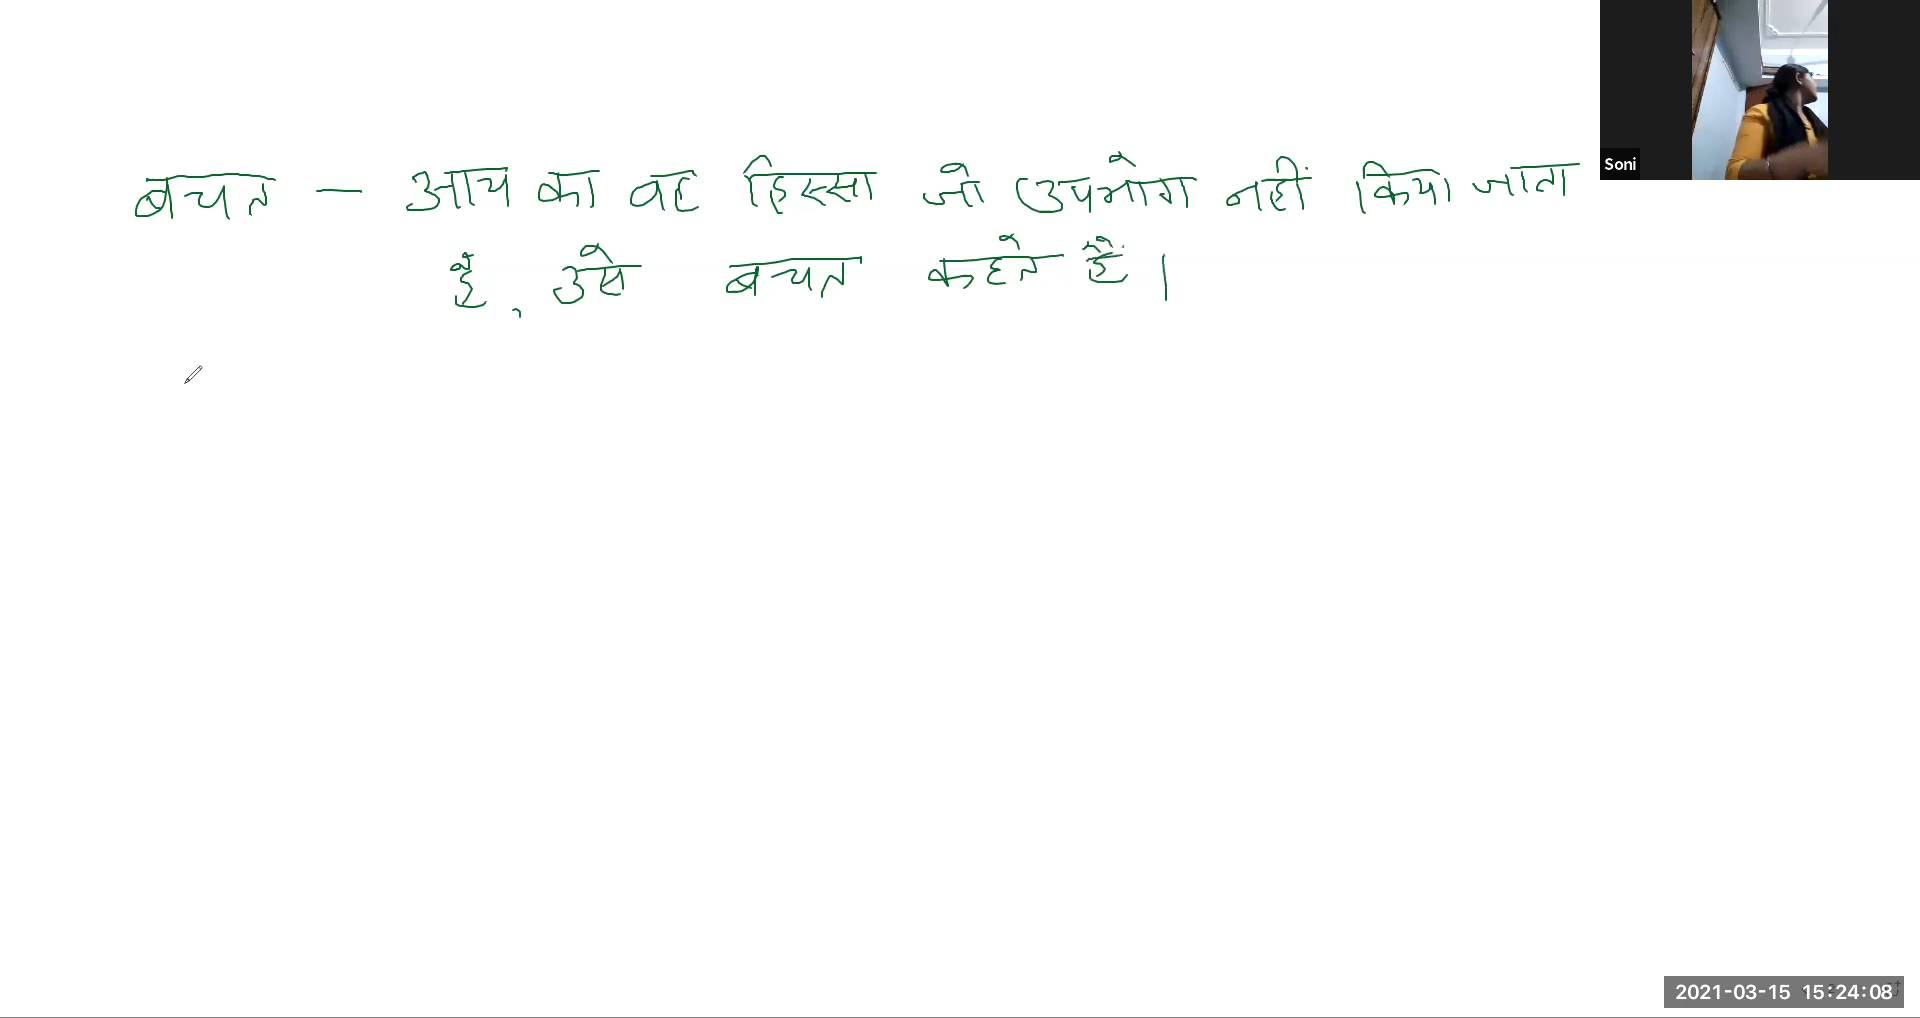 बचत — आय का वह हिस्सा जो उपभोग नहीं किया जाता
है, उसे बचत कहते हैं।
Soni
2021-03-15 15:24:08